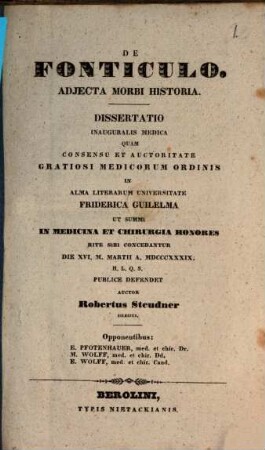 1.
DE
FONTICULO.
ADJECTA MORBI HISTORIA.
DISSERTATIO
INAUGURALIS MEDICA
QUAM
CONSENSU ET AUCTORITATE
GRATIOSI MEDICORUM ORDINIS
IN
ALMA LITERARUM UNIVERSITATE
FRIDERICA GUILELMA
UT SUMMI
IN MEDICINA ET CHIRURGIA HONORES
RITE SIBI CONCEDANTUR
DIE XVI. M. MARTII A. MDCCCXXXIX.
H. L. Q. S.
PUBLICE DEFENDET
AUCTOR
Robertus Steudner
Opponentibus:
E. PFOTENHAUER, med. et chir. Dr.
M. WOLFF, med. et chir. Dd.
E. WOLFF, med. et chir. Cand.
BEROLINI,
TYPIS NIETACKIANIS.